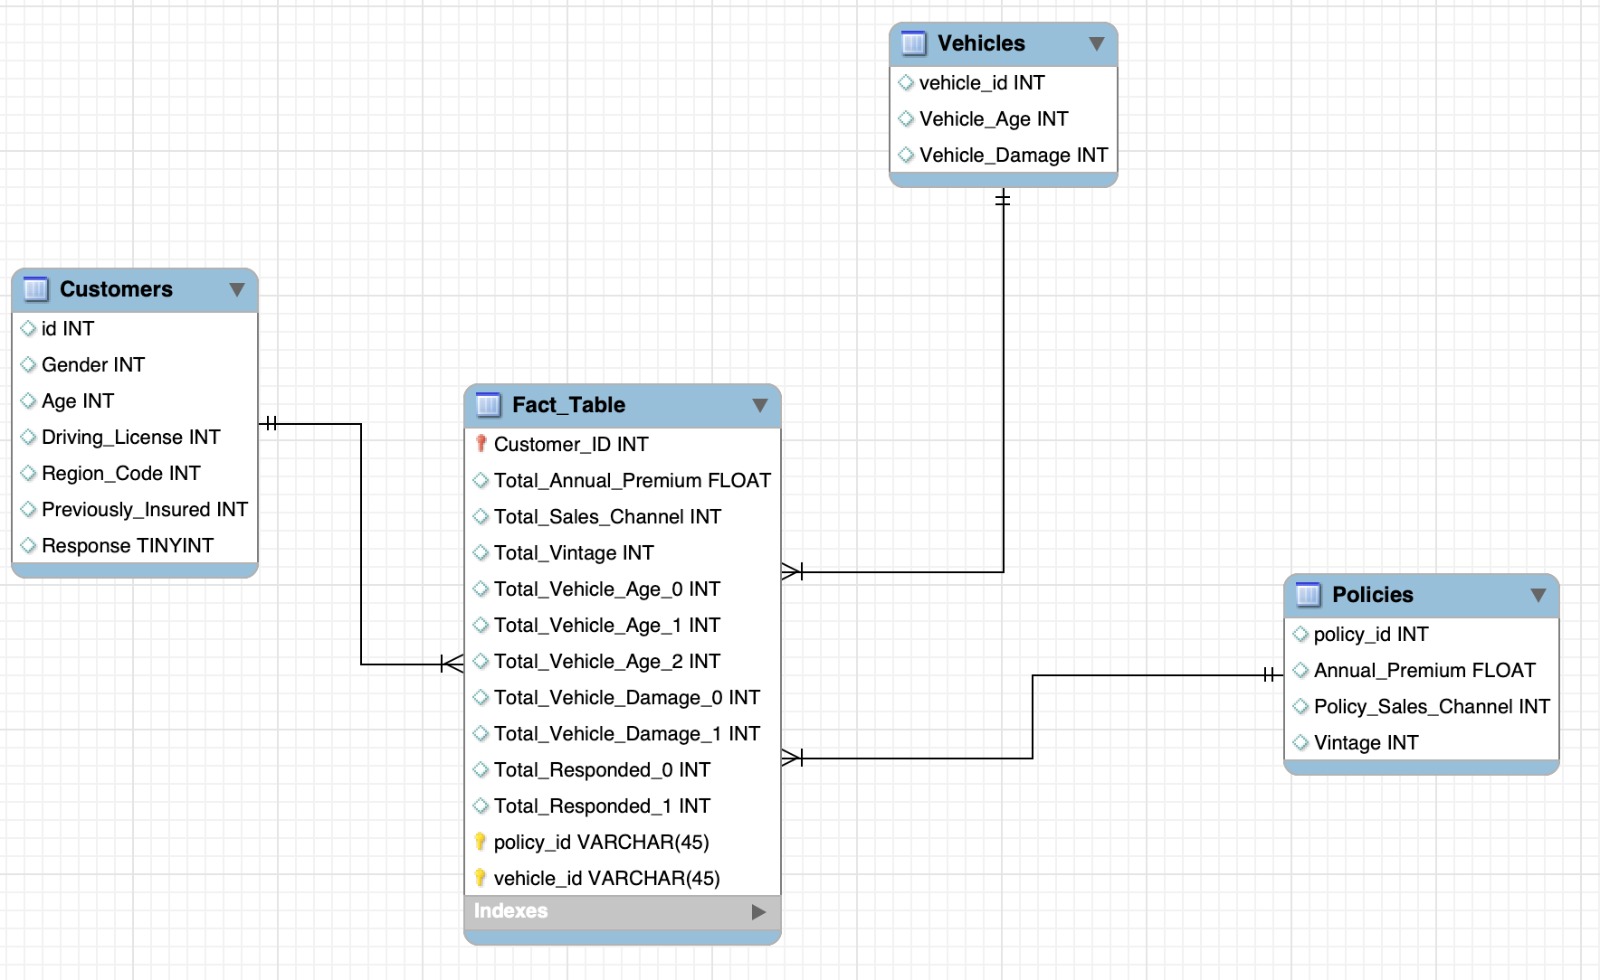 Vehicles
vehicle_id INT
Vehicle_Age INT
Vehicle_Damage INT
Customers
id INT
Gender INT
Age INT
Driving_License INT
Region_Code INT
Previously_Insured INT
Response TINYINT
Fact_Table
Customer_ID INT
Total_Annual_Premium FLOAT
Total_Sales_Channel INT
Total_Vintage INT
Total_Vehicle_Age_0 INT
Total_Vehicle_Age_1 INT
Total_Vehicle_Age_2 INT
Total_Vehicle_Damage_0 INT
Total_Vehicle_Damage_1 INT
Total_Responded_0 INT
Total_Responded_1 INT
policy_id VARCHAR(45)
vehicle_id VARCHAR(45)
Indexes
Policies
policy_id INT
Annual_Premium FLOAT
Policy_Sales_Channel INT
Vintage INT